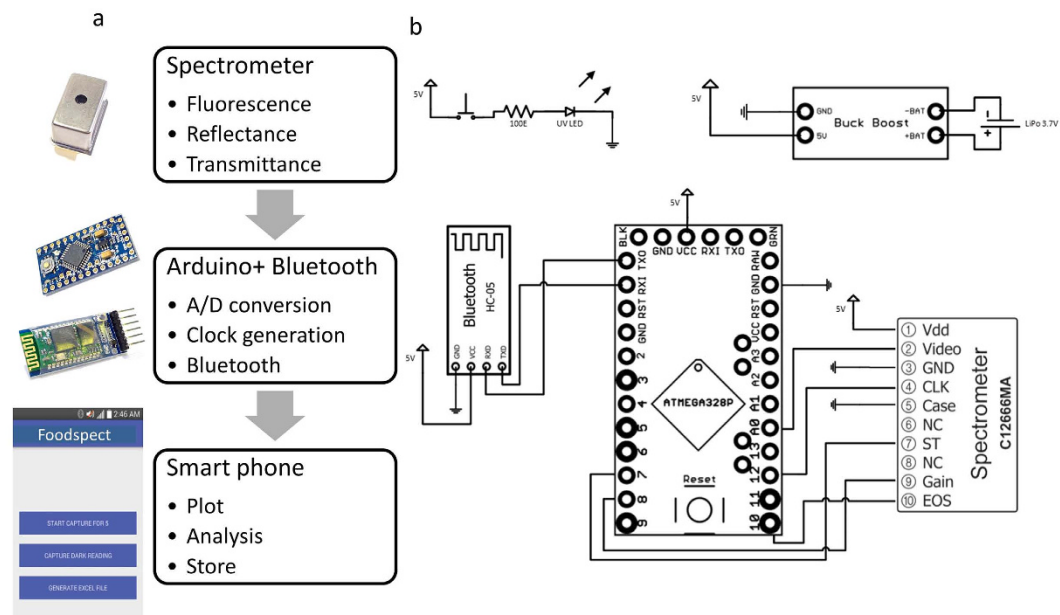 a
Spectrometer
• Fluorescence
• Reflectance
• Transmittance
Arduino+ Bluetooth
• A/D conversion
• Clock generation
• Bluetooth
2:46 AM
Foodspect
START CAPTURE FOR 5
CAPTURE DARK READING
GENERATE EXCEL FILE
Smart phone
• Plot
• Analysis
• Store
b
5V
100E
UV LED
5V
GND
5V
Buck Boost
-BAT
+BAT
LiPo 3.7V
5V
Bluetooth
HC-05
GND
VCC
RXD
TXD
5V
BLK
GND
VCC
RXI
TXO
GRN
TXO
RXI
RST
GND
2
3
4
5
6
7
8
9
RAW
GND
RST
VCC
A3
A2
A1
A0
13
12
11
10
ATMEGA328P
Reset
5V
① Vdd
② Video
③ GND
④ CLK
⑤ Case
⑥ NC
⑦ ST
⑧ NC
⑨ Gain
⑩ EOS
Spectrometer
C12666MA